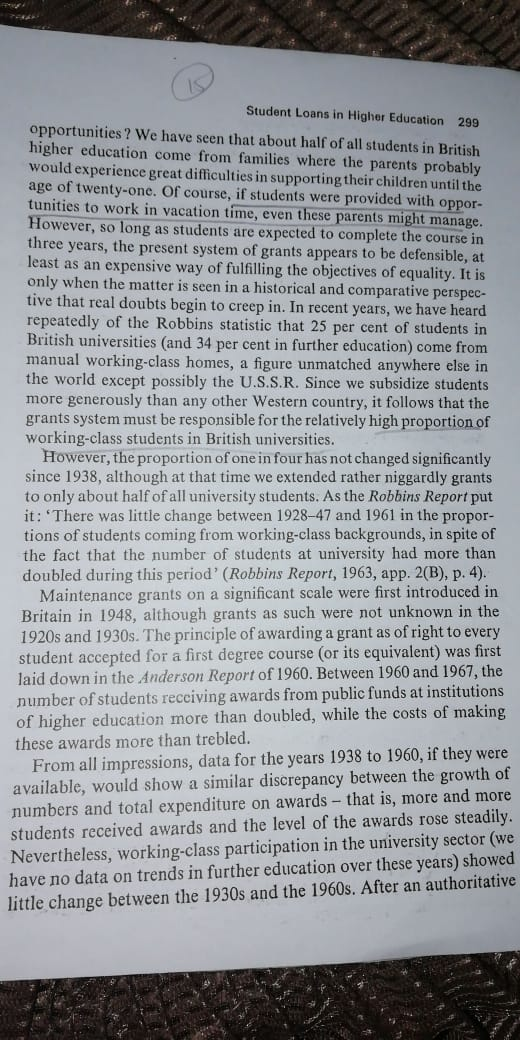 15
Student Loans in Higher Education 299
opportunities? We have seen that about half of all students in British
higher education come from families where the parents probably
would experience great difficulties in supporting their children until the
age of twenty-one. Of course, if students were provided with oppor-
tunities to work in vacation time, even these parents might manage.
However, so long as students are expected to complete the course in
three years, the present system of grants appears to be defensible, at
least as an expensive way of fulfilling the objectives of equality. It is
only when the matter is seen in a historical and comparative perspec-
tive that real doubts begin to creep in. In recent years, we have heard
repeatedly of the Robbins statistic that 25 per cent of students in
British universities (and 34 per cent in further education) come from
manual working-class homes, a figure unmatched anywhere else in
the world except possibly the U.S.S.R. Since we subsidize students
more generously than any other Western country, it follows that the
grants system must be responsible for the relatively high proportion of
working-class students in British universities.
However, the proportion of one in four has not changed significantly
since 1938, although at that time we extended rather niggardly grants
to only about half of all university students. As the Robbins Report put
it: ‘There was little change between 1928–47 and 1961 in the propor-
tions of students coming from working-class backgrounds, in spite of
the fact that the number of students at university had more than
doubled during this period’ (Robbins Report, 1963, app. 2(B), p. 4).
Maintenance grants on a significant scale were first introduced in
Britain in 1948, although grants as such were not unknown in the
1920s and 1930s. The principle of awarding a grant as of right to every
student accepted for a first degree course (or its equivalent) was first
laid down in the Anderson Report of 1960. Between 1960 and 1967, the
number of students receiving awards from public funds at institutions
of higher education more than doubled, while the costs of making
these awards more than trebled.
From all impressions, data for the years 1938 to 1960, if they were
available, would show a similar discrepancy between the growth of
numbers and total expenditure on awards – that is, more and more
students received awards and the level of the awards rose steadily.
Nevertheless, working-class participation in the university sector (we
have no data on trends in further education over these years) showed
little change between the 1930s and the 1960s. After an authoritative